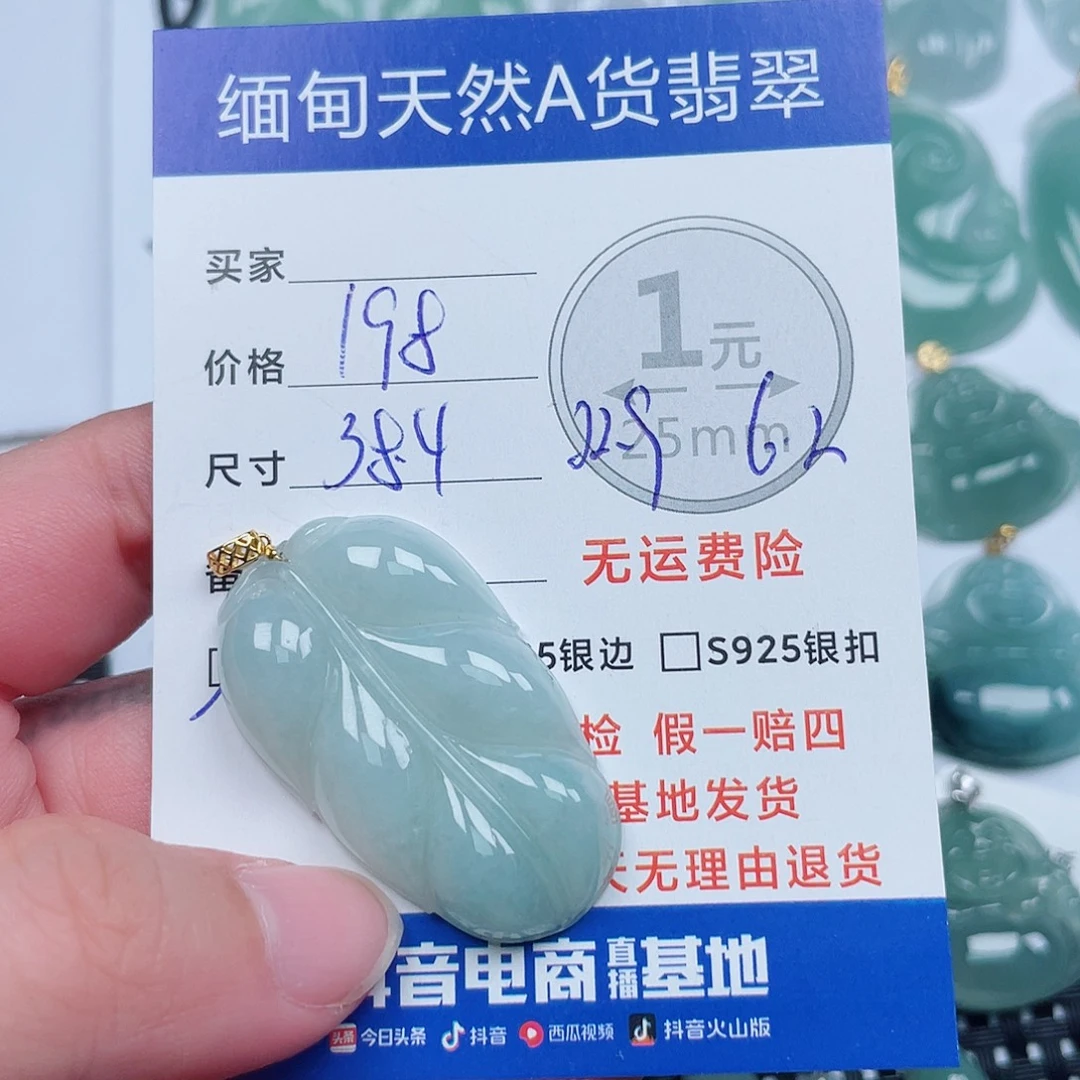 缅甸天然A货翡翠
买家
价格 198
1元
25mm
尺寸 38.4 22.9 6.2
无运费险
5银边 □S925银扣
检 假一赔四
基地发货
天无理由退货
音电商直播基地
头条 今日头条 抖音 西瓜视频 抖音火山版